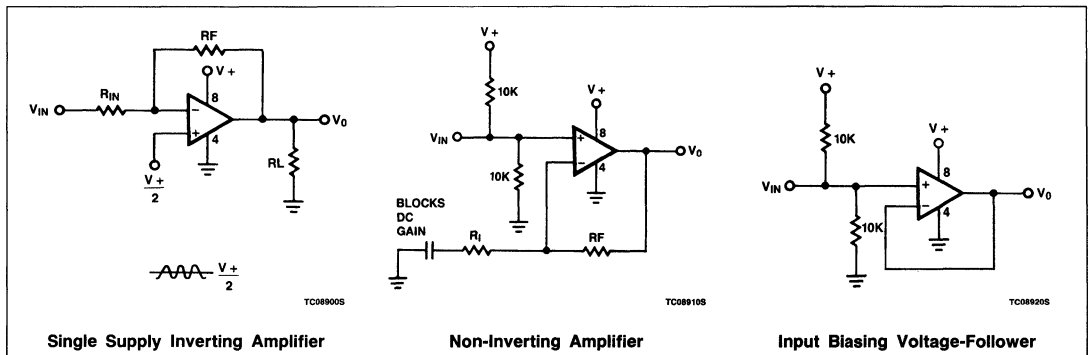 RF
V +
RIN
VIN
8
−
+
4
V0
RL
V +
2
V +
2
TC08900S
Single Supply Inverting Amplifier
V +
10K
V +
VIN
+
8
−
4
V0
10K
BLOCKS
DC
GAIN
RI
RF
TC08910S
Non-Inverting Amplifier
V +
10K
V +
VIN
+
8
−
4
V0
10K
TC08920S
Input Biasing Voltage-Follower